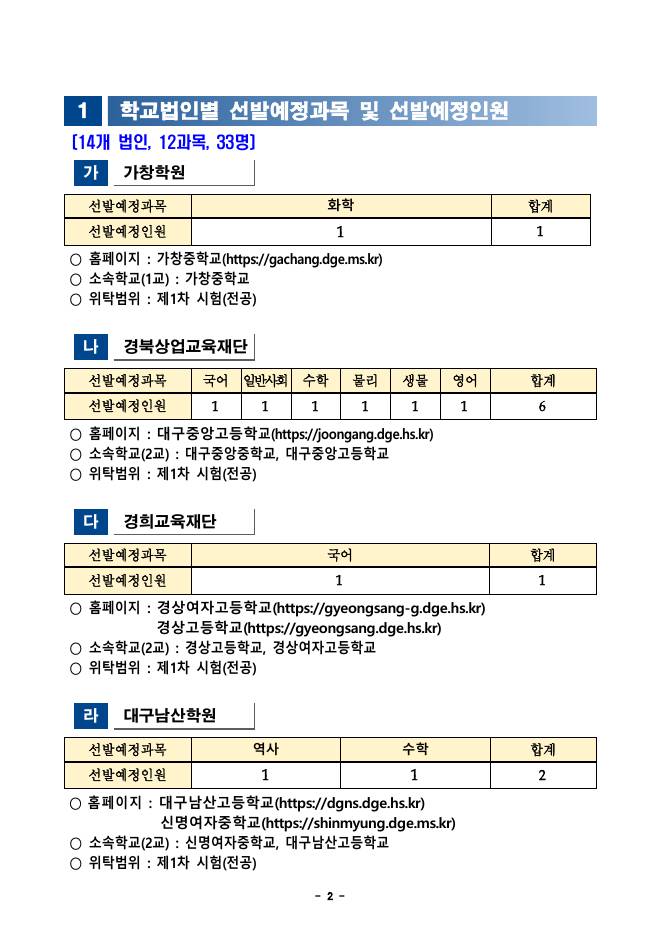 1 학교법인별 선발예정과목 및 선발예정인원
[14개 법인, 12과목, 33명]
가 가창학원
선발예정과목 화학 합계
선발예정인원 1 1
○ 홈페이지 : 가창중학교(https://gachang.dge.ms.kr)
○ 소속학교(1교) : 가창중학교
○ 위탁범위 : 제1차 시험(전공)
나 경북상업교육재단
선발예정과목 국어 일반사회 수학 물리 생물 영어 합계
선발예정인원 1 1 1 1 1 1 6
○ 홈페이지 : 대구중앙고등학교(https://joongang.dge.hs.kr)
○ 소속학교(2교) : 대구중앙중학교, 대구중앙고등학교
○ 위탁범위 : 제1차 시험(전공)
다 경희교육재단
선발예정과목 국어 합계
선발예정인원 1 1
○ 홈페이지 : 경상여자고등학교(https://gyeongsang-g.dge.hs.kr)
경상고등학교(https://gyeongsang.dge.hs.kr)
○ 소속학교(2교) : 경상고등학교, 경상여자고등학교
○ 위탁범위 : 제1차 시험(전공)
라 대구남산학원
선발예정과목 역사 수학 합계
선발예정인원 1 1 2
○ 홈페이지 : 대구남산고등학교(https://dgns.dge.hs.kr)
신명여자중학교(https://shinmyung.dge.ms.kr)
○ 소속학교(2교) : 신명여자중학교, 대구남산고등학교
○ 위탁범위 : 제1차 시험(전공)
- 2 -